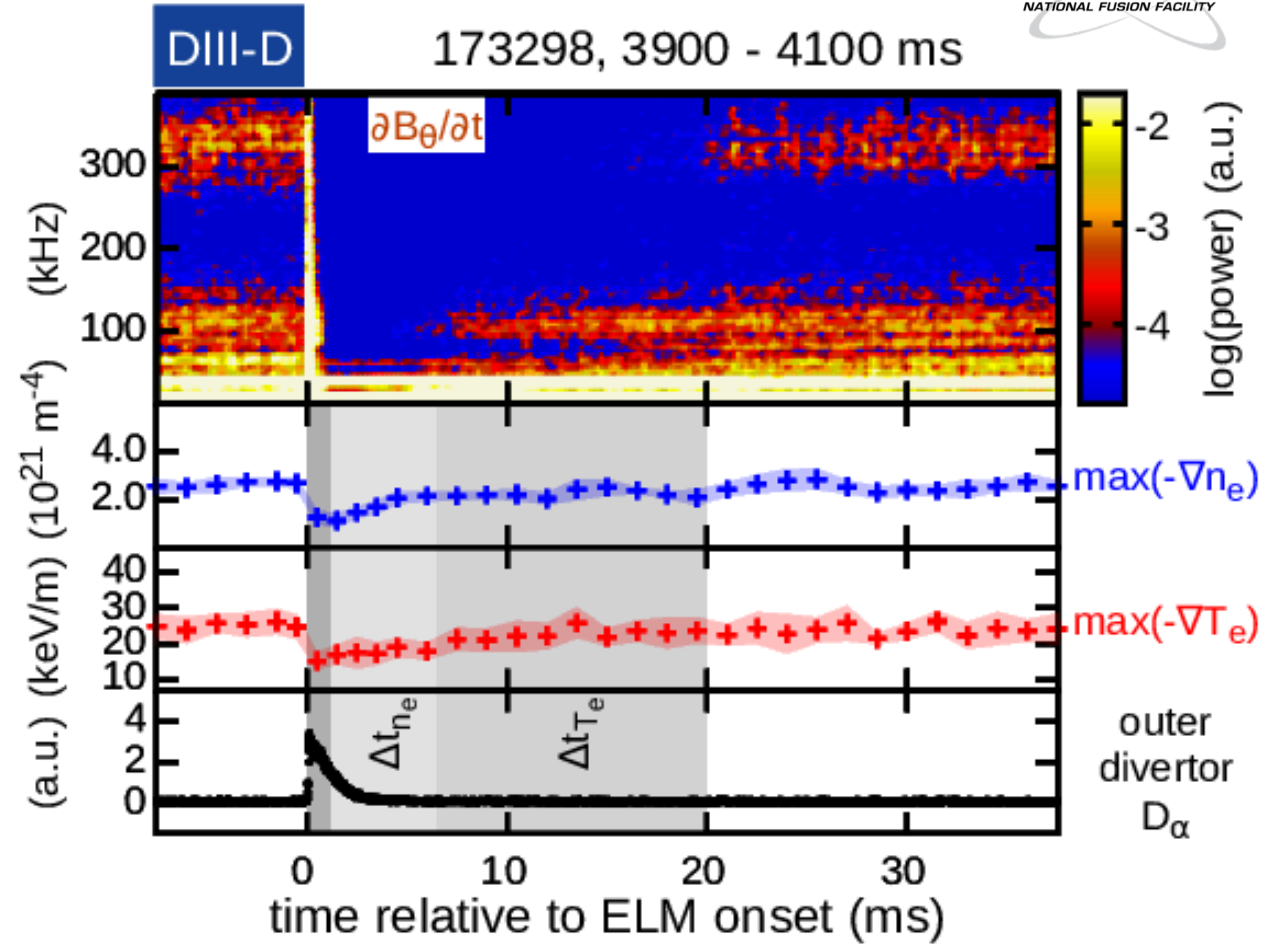 NATIONAL FUSION FACILITY
DIII-D
173298, 3900 - 4100 ms
∂Bθ/∂t
(kHz)
300
200
100
-2
-3
-4
log(power) (a.u.)
(10²¹ m⁻⁴)
4.0
2.0
max(-∇nₑ)
(keV/m)
40
30
20
10
max(-∇Tₑ)
(a.u.)
4
2
0
Δtnₑ
ΔtTₑ
outer
divertor
Dα
0 10 20 30
time relative to ELM onset (ms)